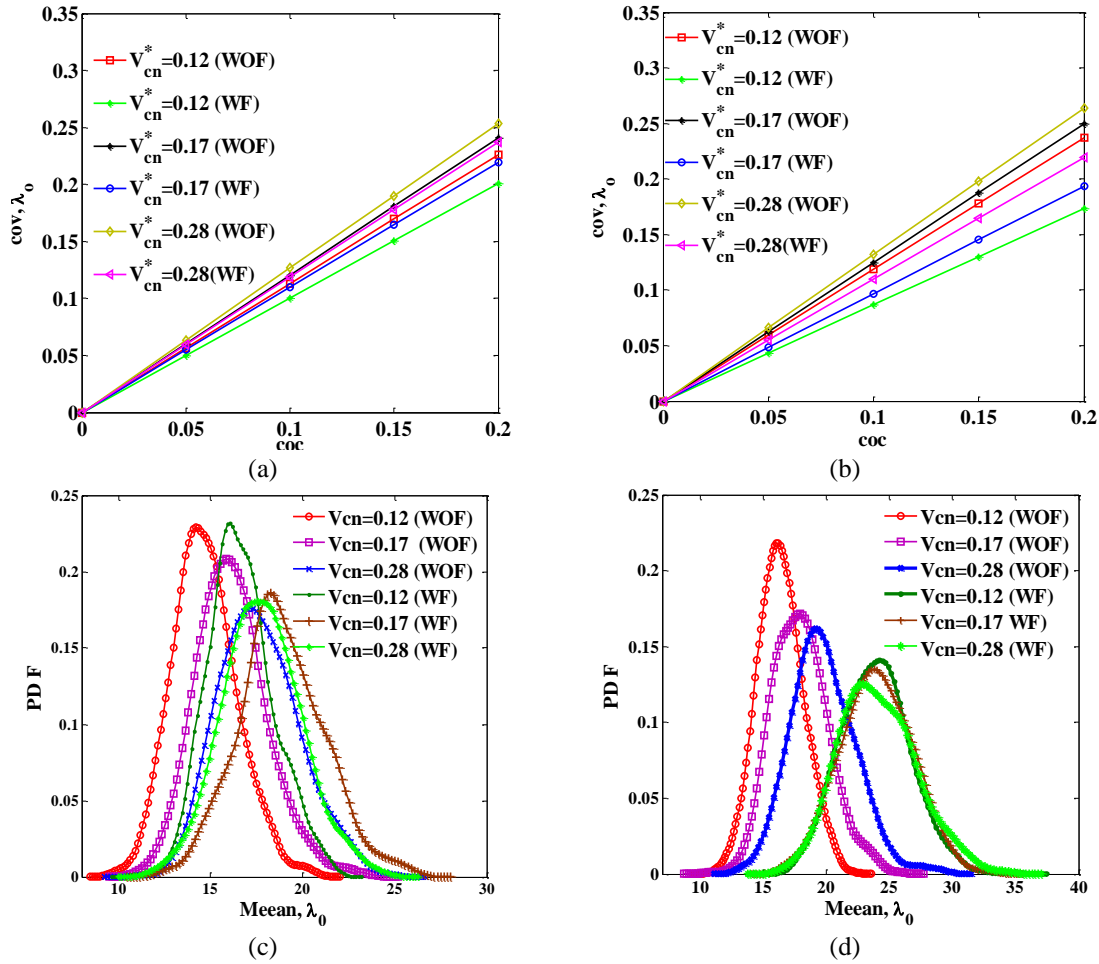 0.35
0.3
0.25
0.2
0.15
0.1
0.05
0
cov, λo
V*cn=0.12 (WOF)
V*cn=0.12 (WF)
V*cn=0.17 (WOF)
V*cn=0.17 (WF)
V*cn=0.28 (WOF)
V*cn=0.28(WF)
0 0.05 0.1 0.15 0.2
coc
(a)
0.35
0.3
0.25
0.2
0.15
0.1
0.05
0
cov, λo
V*cn=0.12 (WOF)
V*cn=0.12 (WF)
V*cn=0.17 (WOF)
V*cn=0.17 (WF)
V*cn=0.28 (WOF)
V*cn=0.28(WF)
0 0.05 0.1 0.15 0.2
coc
(b)
0.25
0.2
0.15
0.1
0.05
0
PD F
Vcn=0.12 (WOF)
Vcn=0.17 (WOF)
Vcn=0.28 (WOF)
Vcn=0.12 (WF)
Vcn=0.17 (WF)
Vcn=0.28 (WF)
10 15 20 25 30
Meean, λ0
(c)
0.25
0.2
0.15
0.1
0.05
0
PD F
Vcn=0.12 (WOF)
Vcn=0.17 (WOF)
Vcn=0.28 (WOF)
Vcn=0.12 (WF)
Vcn=0.17 WF)
Vcn=0.28 (WF)
10 15 20 25 30 35 40
Meean, λ0
(d)